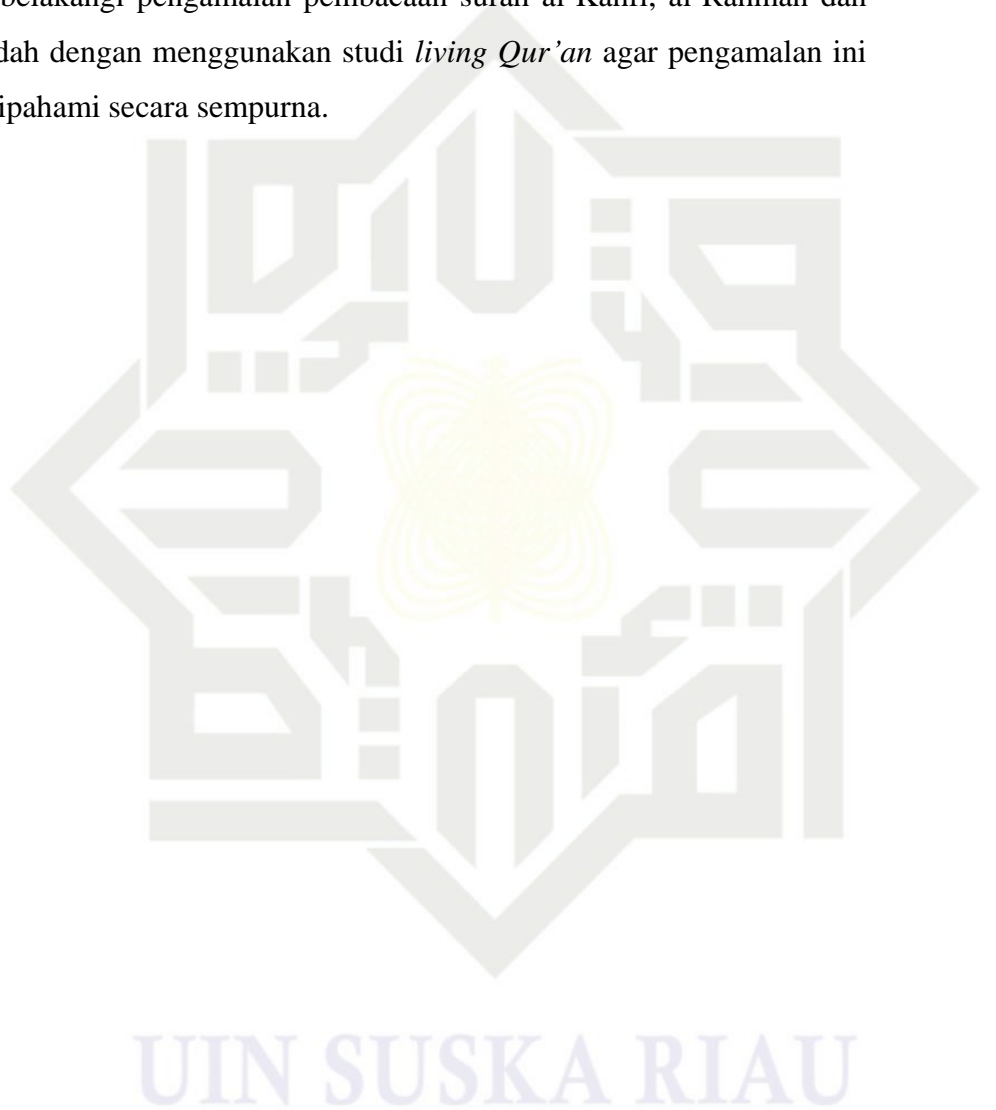 belakangi pengamalan pembacaan surah al-Kahfi, al-Rahman dan
dah dengan menggunakan studi living Qur’an agar pengamalan ini
ipahami secara sempurna.
UIN SUSKA RIAU